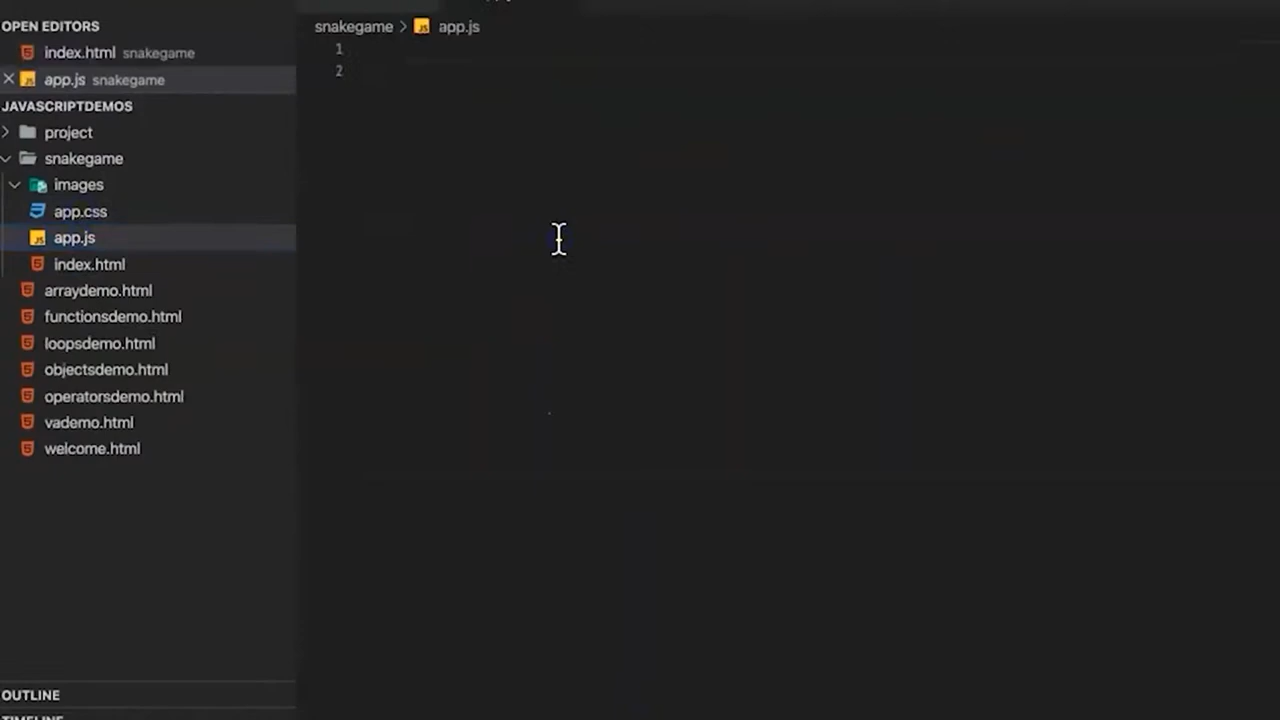 OPEN EDITORS
index.html snakegame
app.js snakegame
JAVASCRIPTDEMOS
project
snakegame
images
app.css
app.js
index.html
arraydemo.html
functionsdemo.html
loopsdemo.html
objectsdemo.html
operatorsdemo.html
vademo.html
welcome.html
OUTLINE
TIMELINE
snakegame > app.js
1
2